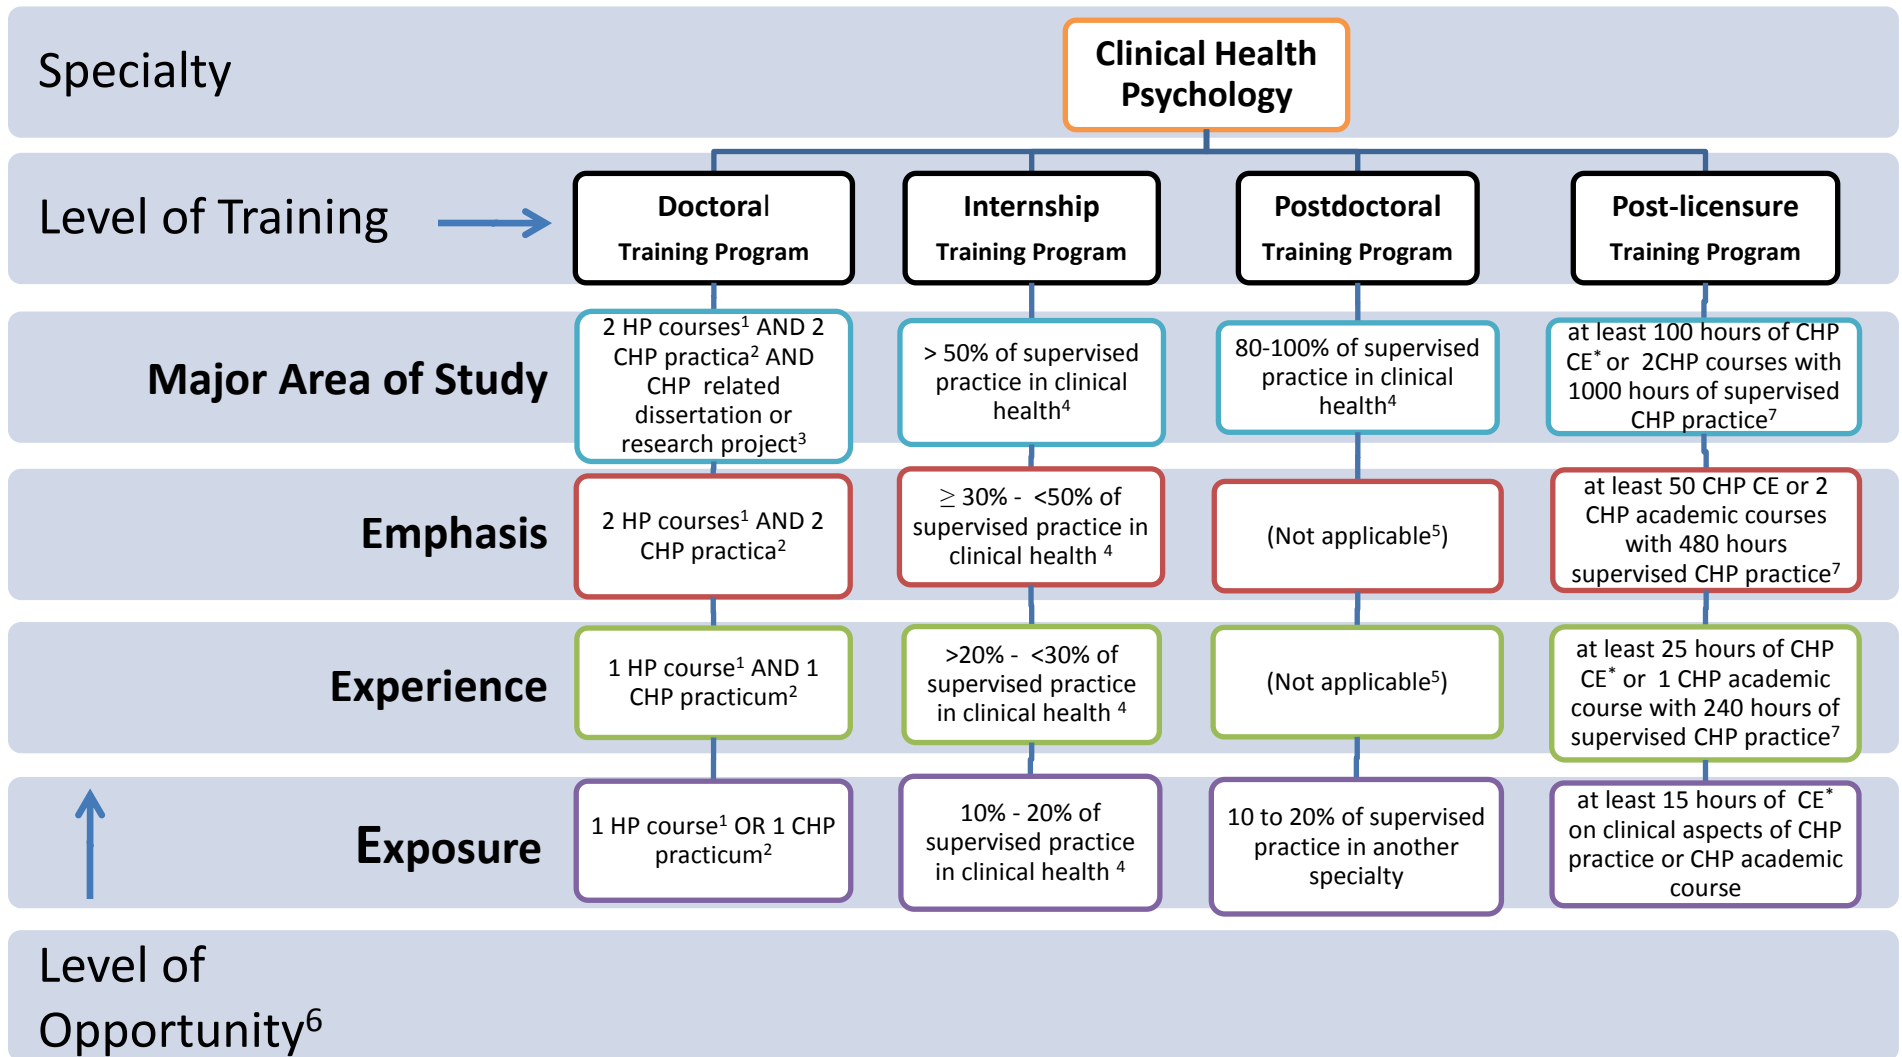 Specialty
Clinical Health
Psychology
Level of Training
Doctoral
Training Program
Internship
Training Program
Postdoctoral
Training Program
Post-licensure
Training Program
Major Area of Study
2 HP courses¹ AND 2
CHP practica² AND
CHP related
dissertation or
research project³
> 50% of supervised
practice in clinical
health⁴
80-100% of supervised
practice in clinical
health⁴
at least 100 hours of CHP
CE* or 2CHP courses with
1000 hours of supervised
CHP practice⁷
Emphasis
2 HP courses¹ AND 2
CHP practica²
≥ 30% - <50% of
supervised practice in
clinical health ⁴
(Not applicable⁵)
at least 50 CHP CE or 2
CHP academic courses
with 480 hours
supervised CHP practice⁷
Experience
1 HP course¹ AND 1
CHP practicum²
>20% - <30% of
supervised practice
in clinical health ⁴
(Not applicable⁵)
at least 25 hours of CHP
CE* or 1 CHP academic
course with 240 hours of
supervised CHP practice⁷
Exposure
1 HP course¹ OR 1 CHP
practicum²
10% - 20% of
supervised practice
in clinical health ⁴
10 to 20% of supervised
practice in another
specialty
at least 15 hours of CE*
on clinical aspects of CHP
practice or CHP academic
course
Level of
Opportunity⁶